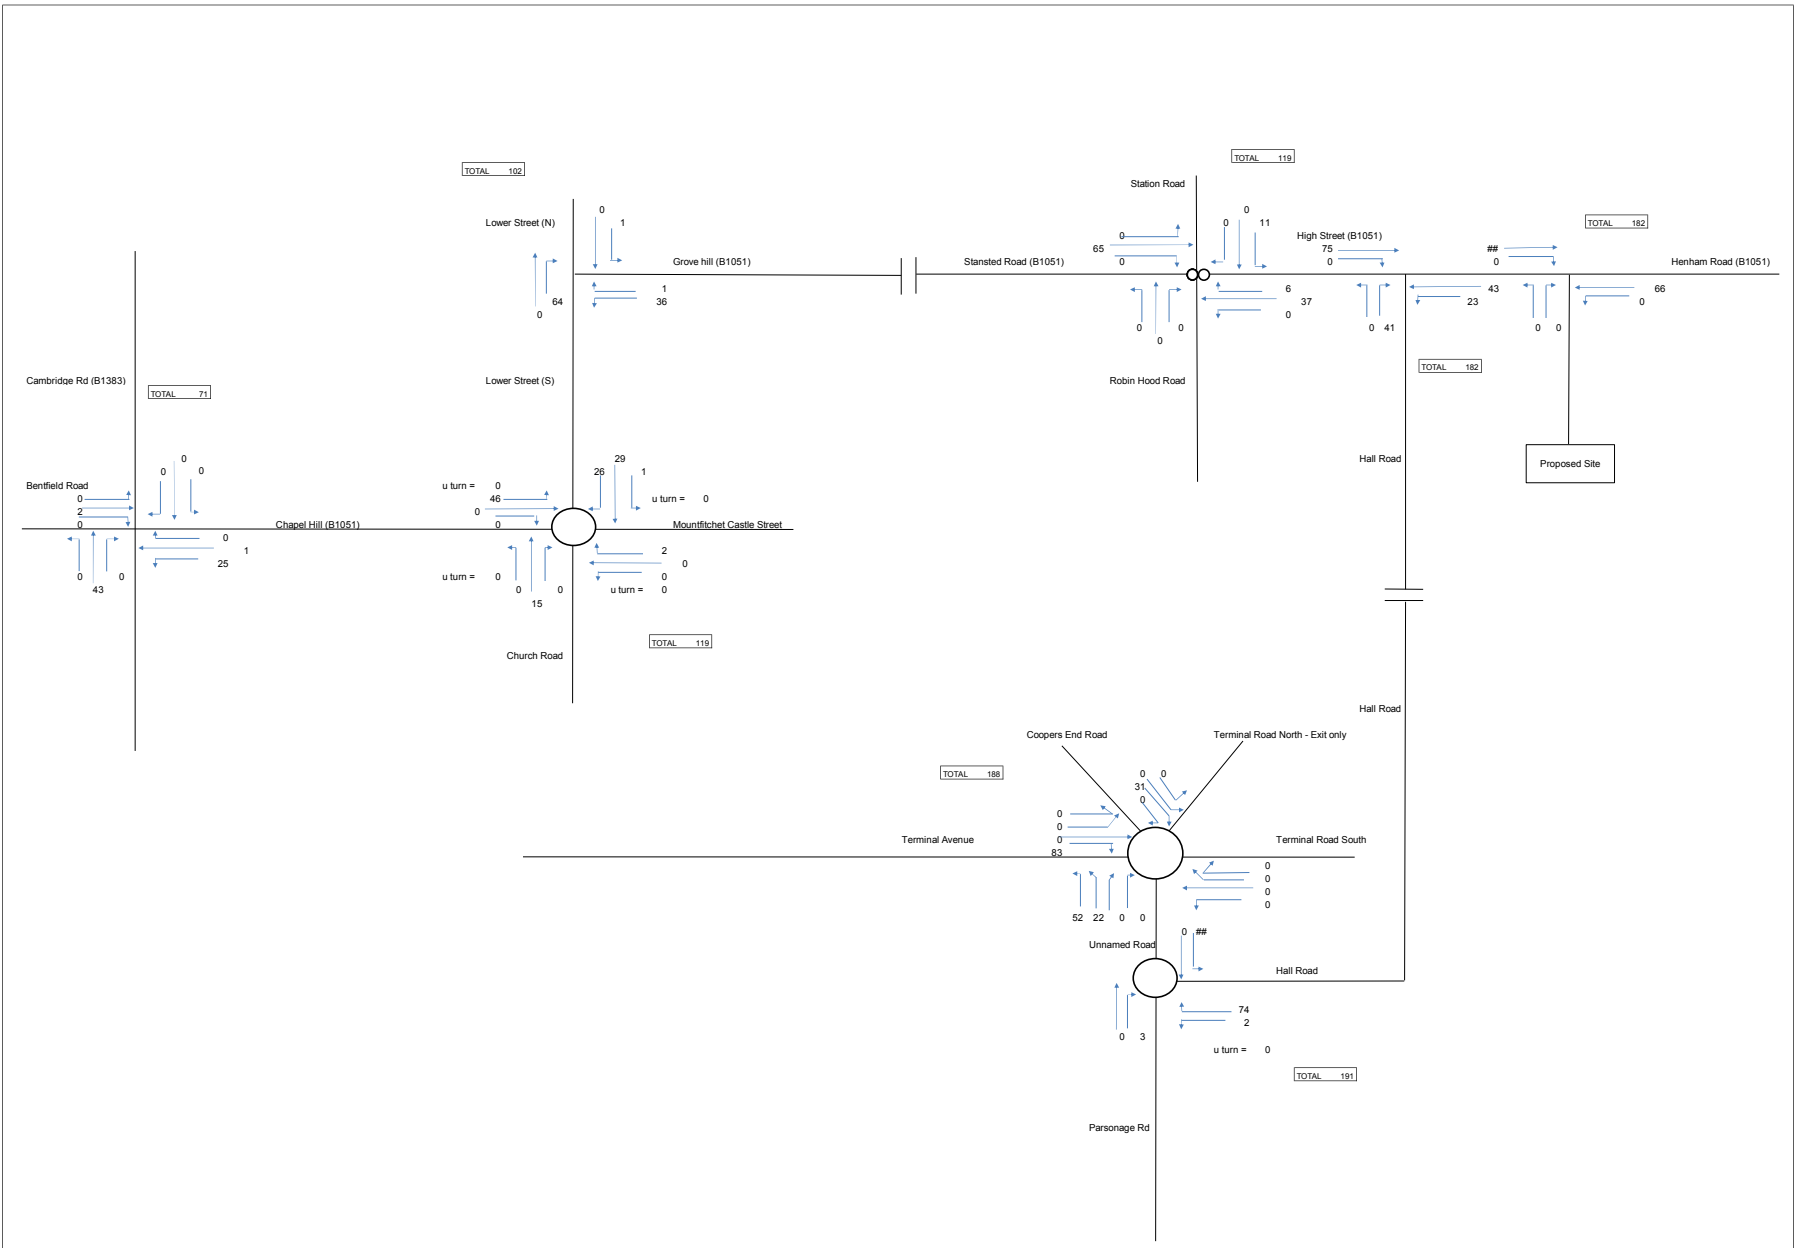 TOTAL 119
TOTAL 102
Station Road
Lower Street (N)
0
1
0
0
11
High Street (B1051)
TOTAL 182
0
65
0
75
0
##
0
Grove hill (B1051)
Stansted Road (B1051)
Henham Road (B1051)
64
0
1
36
6
37
0
43
23
66
0
0 0
0
0 41
0 0
TOTAL 182
Cambridge Rd (B1383)
TOTAL 71
Lower Street (S)
Robin Hood Road
Hall Road
Proposed Site
0
0 0
29
26 1
Bentfield Road
0
2
0
u turn = 0
46
0
0
u turn = 0
Chapel Hill (B1051)
Mountfitchet Castle Street
0
1
25
2
0
0
u turn = 0
0 0
43
u turn = 0
0 0
15
Church Road
TOTAL 119
Hall Road
Coopers End Road
Terminal Road North - Exit only
TOTAL 188
0 0
31
0
0
0
0
83
Terminal Avenue
Terminal Road South
0
0
0
0
52 22 0 0
0 ##
Unnamed Road
Hall Road
74
2
0 3
u turn = 0
TOTAL 191
Parsonage Rd